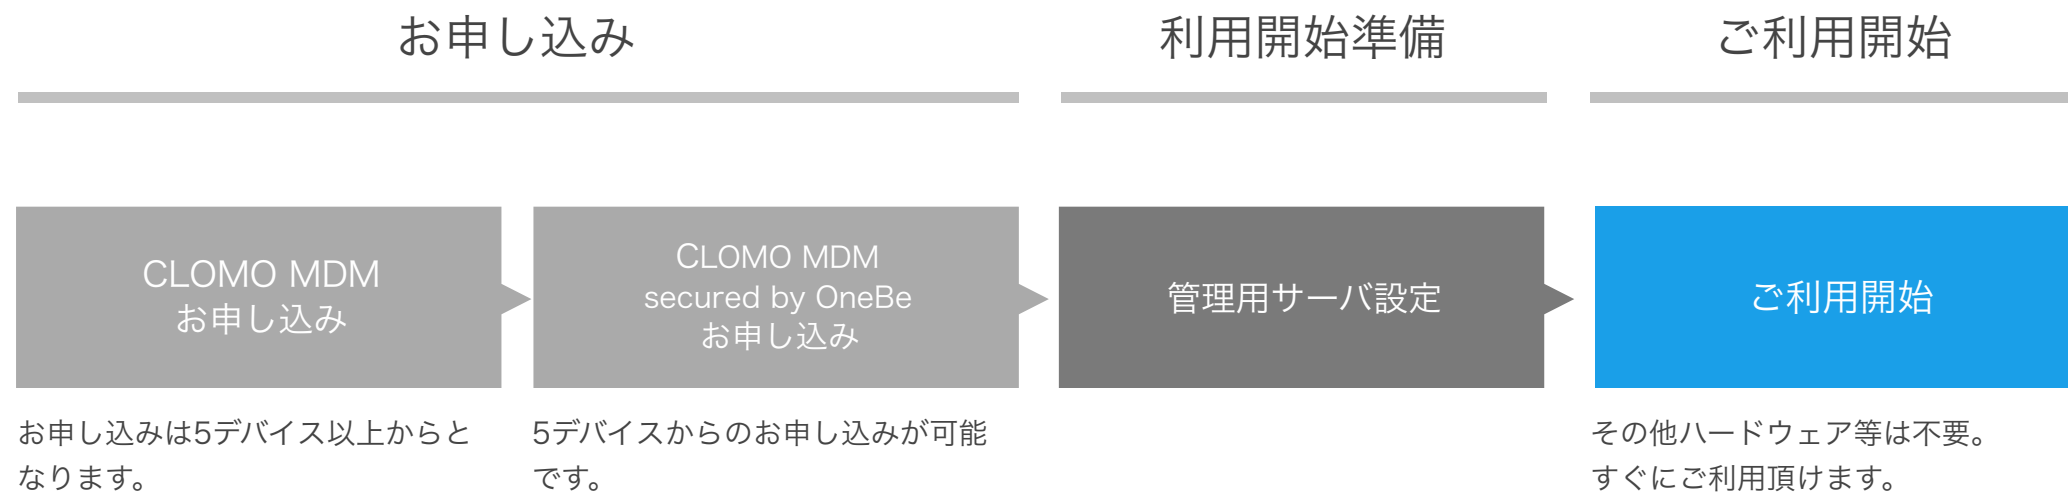 お申し込み
利用開始準備
ご利用開始
CLOMO MDM
お申し込み
CLOMO MDM
secured by OneBe
お申し込み
管理用サーバ設定
ご利用開始
お申し込みは5デバイス以上からと
なります。
5デバイスからのお申し込みが可能
です。
その他ハードウェア等は不要。
すぐにご利用頂けます。